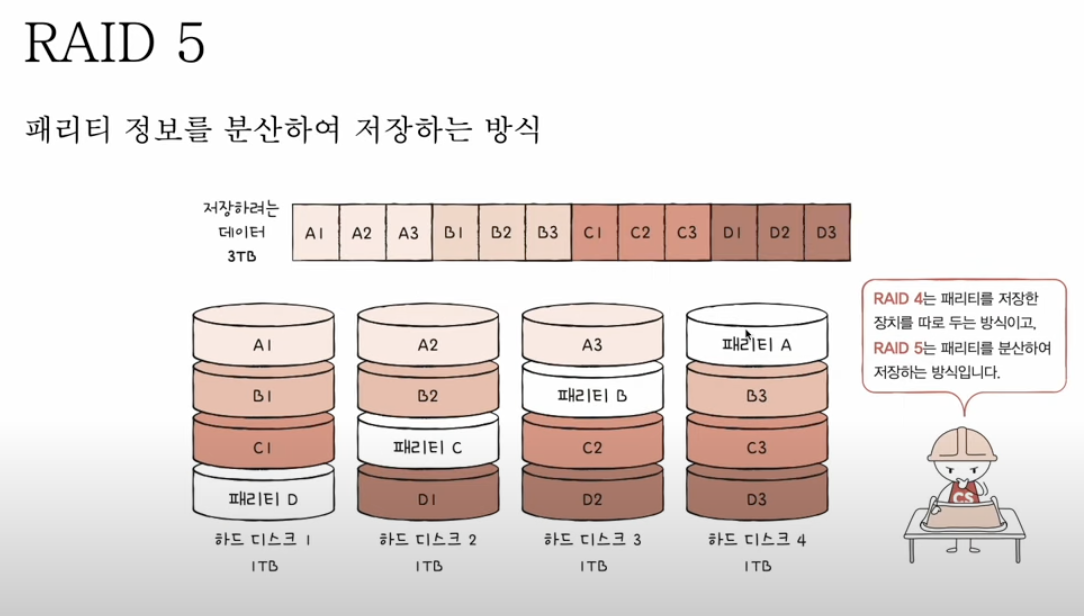 RAID 5
패리티 정보를 분산하여 저장하는 방식
저장하려는
데이터
3TB
A1 A2 A3 B1 B2 B3 C1 C2 C3 D1 D2 D3
RAID 4는 패리티를 저장한
장치를 따로 두는 방식이고,
RAID 5는 패리티를 분산하여
저장하는 방식입니다.
A1 A2 A3 패리티 A
B1 B2 패리티 B B3
C1 패리티 C C2 C3
패리티 D D1 D2 D3
하드 디스크 1 하드 디스크 2 하드 디스크 3 하드 디스크 4
1TB 1TB 1TB 1TB
CS